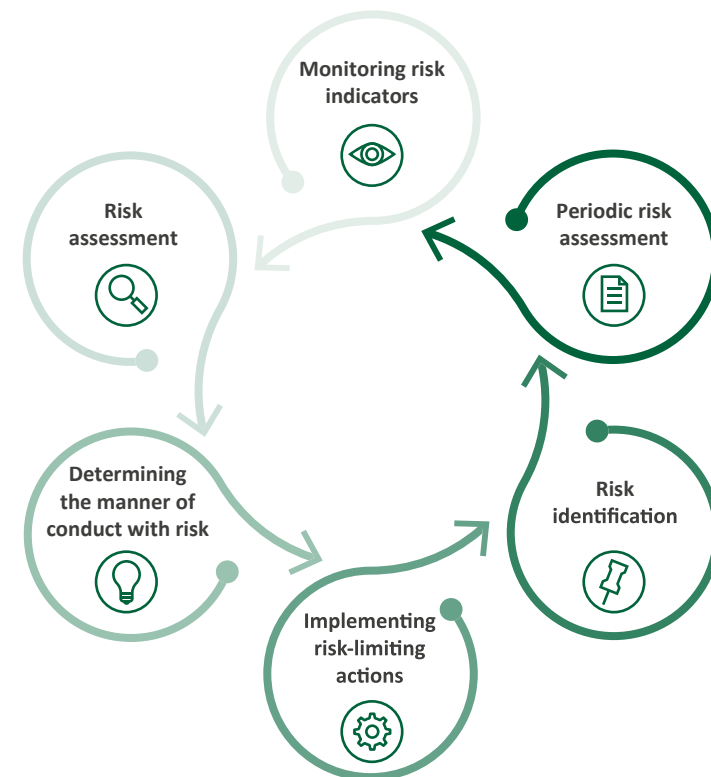 Monitoring risk
indicators
Periodic risk
assessment
Risk
assessment
Risk
identification
Determining
the manner of
conduct with risk
Implementing
risk-limiting
actions